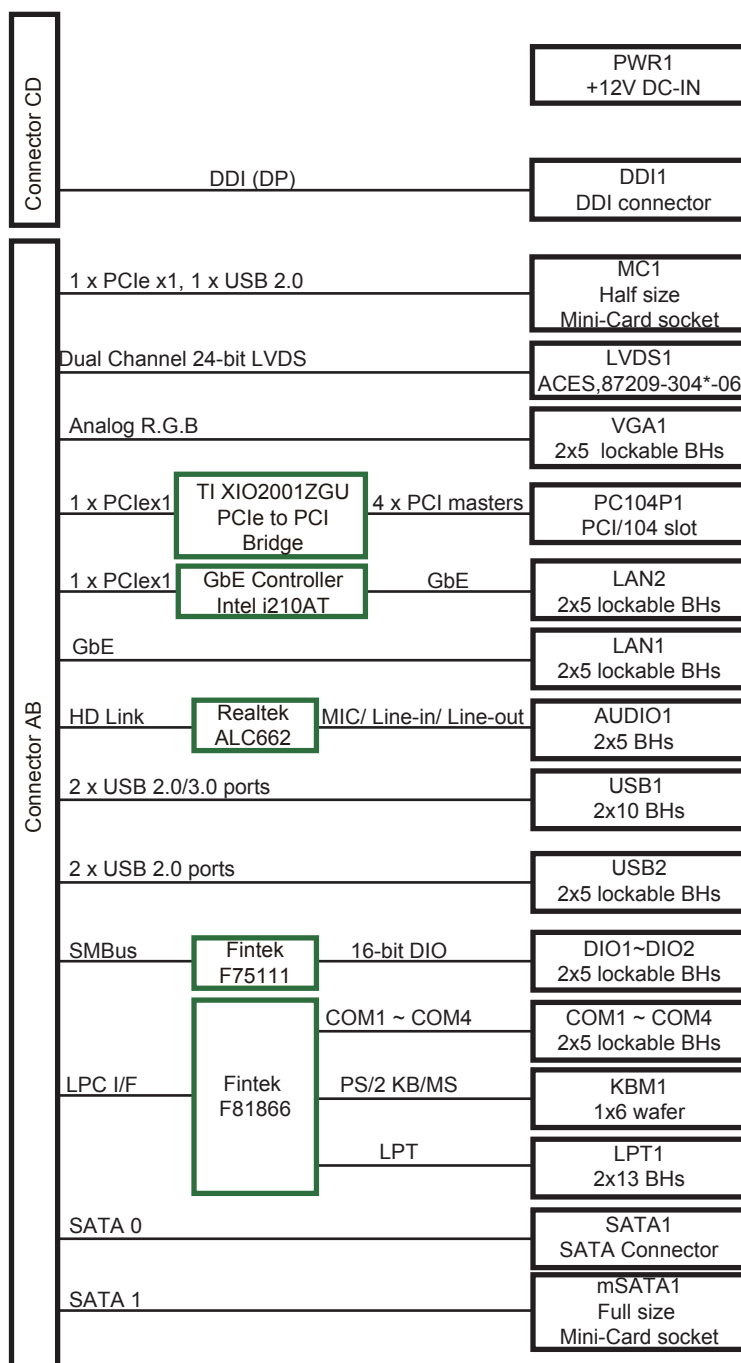 Connector CD
PWR1
+12V DC-IN
DDI (DP)
DDI1
DDI connector
Connector AB
1 x PCIe x1, 1 x USB 2.0
MC1
Half size
Mini-Card socket
Dual Channel 24-bit LVDS
LVDS1
ACES,87209-304*-06
Analog R.G.B
VGA1
2x5 lockable BHs
1 x PCIex1
TI XIO2001ZGU
PCIe to PCI
Bridge
4 x PCI masters
PC104P1
PCI/104 slot
1 x PCIex1
GbE Controller
Intel i210AT
GbE
LAN2
2x5 lockable BHs
GbE
LAN1
2x5 lockable BHs
HD Link
Realtek
ALC662
MIC/ Line-in/ Line-out
AUDIO1
2x5 BHs
2 x USB 2.0/3.0 ports
USB1
2x10 BHs
2 x USB 2.0 ports
USB2
2x5 lockable BHs
SMBus
Fintek
F75111
16-bit DIO
DIO1~DIO2
2x5 lockable BHs
LPC I/F
Fintek
F81866
COM1 ~ COM4
COM1 ~ COM4
2x5 lockable BHs
PS/2 KB/MS
KBM1
1x6 wafer
LPT
LPT1
2x13 BHs
SATA 0
SATA1
SATA Connector
SATA 1
mSATA1
Full size
Mini-Card socket